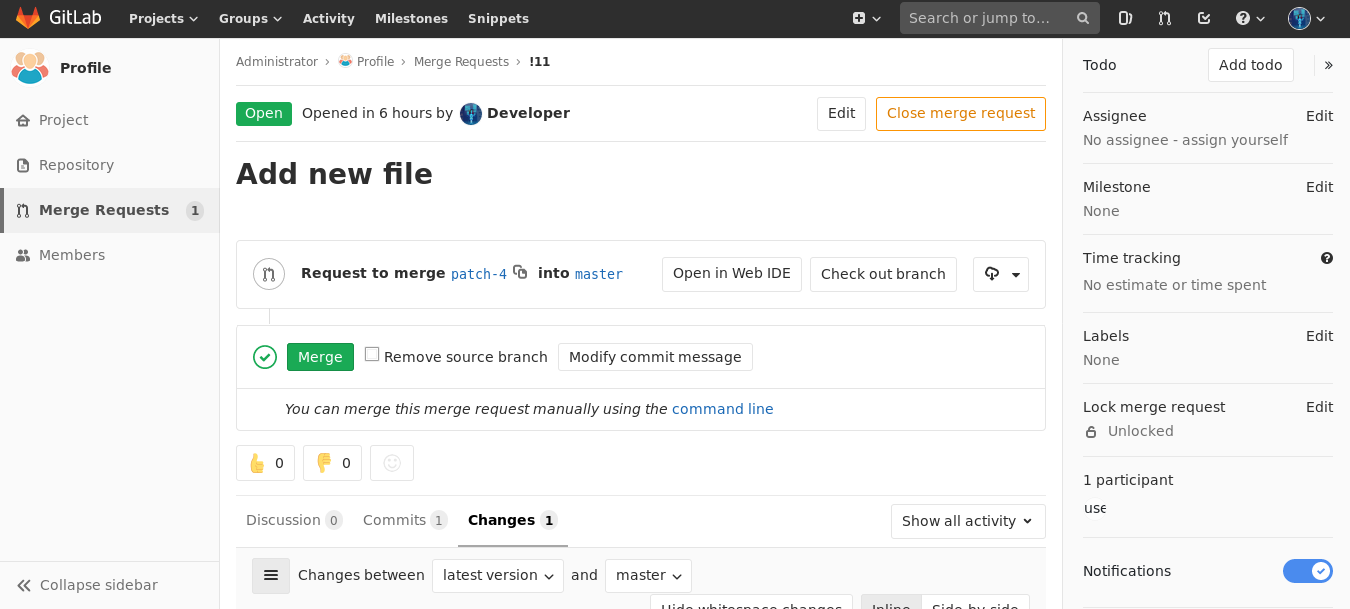 GitLab Projects Groups Activity Milestones Snippets Search or jump to...
Profile
Project
Repository
Merge Requests 1
Members
Collapse sidebar
Administrator › Profile › Merge Requests › !11
Open Opened in 6 hours by Developer Edit Close merge request
Add new file
Request to merge patch-4 into master Open in Web IDE Check out branch
Merge Remove source branch Modify commit message
You can merge this merge request manually using the command line
0 0
Discussion 0 Commits 1 Changes 1 Show all activity
Changes between latest version and master
Hide whitespace changes Inline Side-by-side
Todo Add todo »
Assignee Edit
No assignee - assign yourself
Milestone Edit
None
Time tracking
No estimate or time spent
Labels Edit
None
Lock merge request Edit
Unlocked
1 participant
use
Notifications